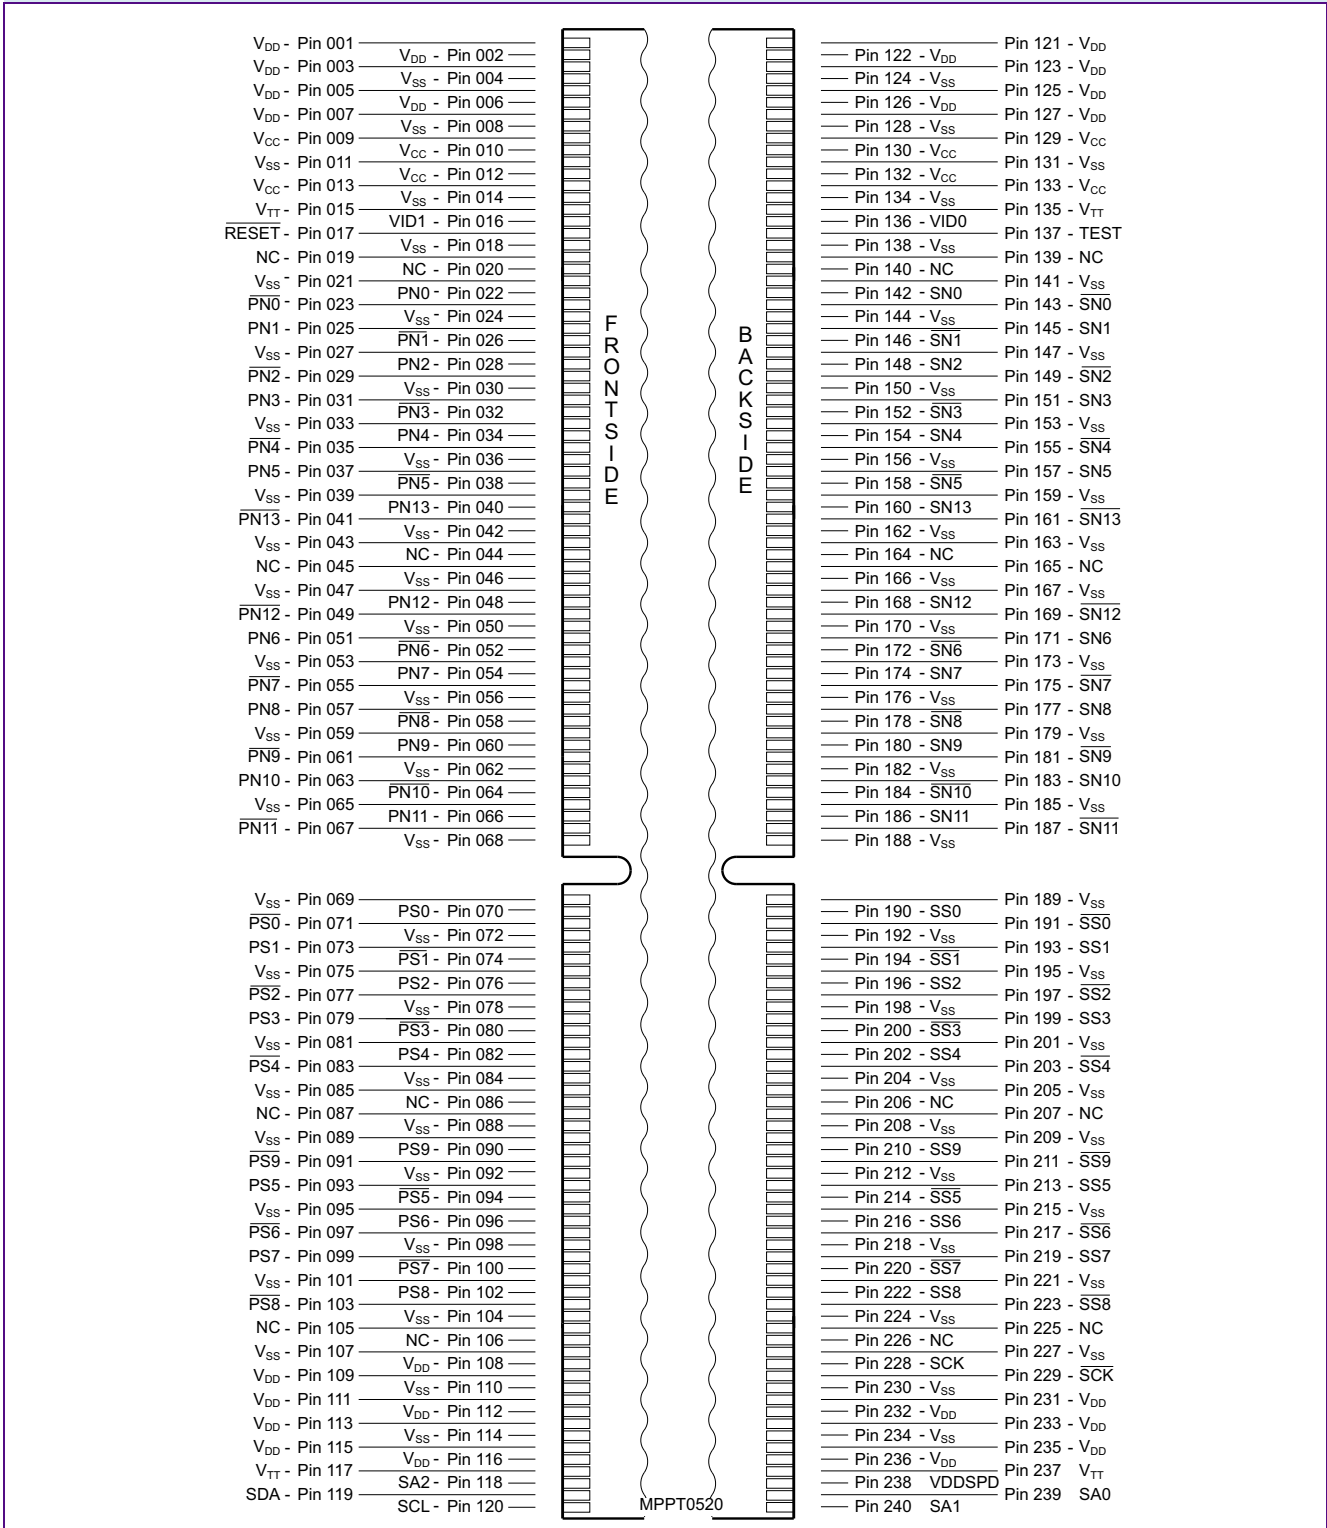 VDD - Pin 001
VDD - Pin 002
VDD - Pin 003
VSS - Pin 004
VDD - Pin 005
VDD - Pin 006
VDD - Pin 007
VSS - Pin 008
VCC - Pin 009
VCC - Pin 010
VSS - Pin 011
VCC - Pin 012
VCC - Pin 013
VSS - Pin 014
VTT - Pin 015
VID1 - Pin 016
RESET - Pin 017
VSS - Pin 018
NC - Pin 019
NC - Pin 020
VSS - Pin 021
PN0 - Pin 022
PN0 - Pin 023
VSS - Pin 024
PN1 - Pin 025
PN1 - Pin 026
VSS - Pin 027
PN2 - Pin 028
PN2 - Pin 029
VSS - Pin 030
PN3 - Pin 031
PN3 - Pin 032
VSS - Pin 033
PN4 - Pin 034
PN4 - Pin 035
VSS - Pin 036
PN5 - Pin 037
PN5 - Pin 038
VSS - Pin 039
PN13 - Pin 040
PN13 - Pin 041
VSS - Pin 042
VSS - Pin 043
NC - Pin 044
NC - Pin 045
VSS - Pin 046
VSS - Pin 047
PN12 - Pin 048
PN12 - Pin 049
VSS - Pin 050
PN6 - Pin 051
PN6 - Pin 052
VSS - Pin 053
PN7 - Pin 054
PN7 - Pin 055
VSS - Pin 056
PN8 - Pin 057
PN8 - Pin 058
VSS - Pin 059
PN9 - Pin 060
PN9 - Pin 061
VSS - Pin 062
PN10 - Pin 063
PN10 - Pin 064
VSS - Pin 065
PN11 - Pin 066
PN11 - Pin 067
VSS - Pin 068
VSS - Pin 069
PS0 - Pin 070
PS0 - Pin 071
VSS - Pin 072
PS1 - Pin 073
PS1 - Pin 074
VSS - Pin 075
PS2 - Pin 076
PS2 - Pin 077
VSS - Pin 078
PS3 - Pin 079
PS3 - Pin 080
VSS - Pin 081
PS4 - Pin 082
PS4 - Pin 083
VSS - Pin 084
VSS - Pin 085
NC - Pin 086
NC - Pin 087
VSS - Pin 088
VSS - Pin 089
PS9 - Pin 090
PS9 - Pin 091
VSS - Pin 092
PS5 - Pin 093
PS5 - Pin 094
VSS - Pin 095
PS6 - Pin 096
PS6 - Pin 097
VSS - Pin 098
PS7 - Pin 099
PS7 - Pin 100
VSS - Pin 101
PS8 - Pin 102
PS8 - Pin 103
VSS - Pin 104
NC - Pin 105
NC - Pin 106
VSS - Pin 107
VDD - Pin 108
VDD - Pin 109
VSS - Pin 110
VDD - Pin 111
VDD - Pin 112
VDD - Pin 113
VSS - Pin 114
VDD - Pin 115
VDD - Pin 116
VTT - Pin 117
SA2 - Pin 118
SDA - Pin 119
SCL - Pin 120
FRONTSIDE
BACKSIDE
MPPT0520
Pin 121 - VDD
Pin 122 - VDD
Pin 123 - VDD
Pin 124 - VSS
Pin 125 - VDD
Pin 126 - VDD
Pin 127 - VDD
Pin 128 - VSS
Pin 129 - VCC
Pin 130 - VCC
Pin 131 - VSS
Pin 132 - VCC
Pin 133 - VCC
Pin 134 - VSS
Pin 135 - VTT
Pin 136 - VID0
Pin 137 - TEST
Pin 138 - VSS
Pin 139 - NC
Pin 140 - NC
Pin 141 - VSS
Pin 142 - SN0
Pin 143 - SN0
Pin 144 - VSS
Pin 145 - SN1
Pin 146 - SN1
Pin 147 - VSS
Pin 148 - SN2
Pin 149 - SN2
Pin 150 - VSS
Pin 151 - SN3
Pin 152 - SN3
Pin 153 - VSS
Pin 154 - SN4
Pin 155 - SN4
Pin 156 - VSS
Pin 157 - SN5
Pin 158 - SN5
Pin 159 - VSS
Pin 160 - SN13
Pin 161 - SN13
Pin 162 - VSS
Pin 163 - VSS
Pin 164 - NC
Pin 165 - NC
Pin 166 - VSS
Pin 167 - VSS
Pin 168 - SN12
Pin 169 - SN12
Pin 170 - VSS
Pin 171 - SN6
Pin 172 - SN6
Pin 173 - VSS
Pin 174 - SN7
Pin 175 - SN7
Pin 176 - VSS
Pin 177 - SN8
Pin 178 - SN8
Pin 179 - VSS
Pin 180 - SN9
Pin 181 - SN9
Pin 182 - VSS
Pin 183 - SN10
Pin 184 - SN10
Pin 185 - VSS
Pin 186 - SN11
Pin 187 - SN11
Pin 188 - VSS
Pin 189 - VSS
Pin 190 - SS0
Pin 191 - SS0
Pin 192 - VSS
Pin 193 - SS1
Pin 194 - SS1
Pin 195 - VSS
Pin 196 - SS2
Pin 197 - SS2
Pin 198 - VSS
Pin 199 - SS3
Pin 200 - SS3
Pin 201 - VSS
Pin 202 - SS4
Pin 203 - SS4
Pin 204 - VSS
Pin 205 - VSS
Pin 206 - NC
Pin 207 - NC
Pin 208 - VSS
Pin 209 - VSS
Pin 210 - SS9
Pin 211 - SS9
Pin 212 - VSS
Pin 213 - SS5
Pin 214 - SS5
Pin 215 - VSS
Pin 216 - SS6
Pin 217 - SS6
Pin 218 - VSS
Pin 219 - SS7
Pin 220 - SS7
Pin 221 - VSS
Pin 222 - SS8
Pin 223 - SS8
Pin 224 - VSS
Pin 225 - NC
Pin 226 - NC
Pin 227 - VSS
Pin 228 - SCK
Pin 229 - SCK
Pin 230 - VSS
Pin 231 - VDD
Pin 232 - VDD
Pin 233 - VDD
Pin 234 - VSS
Pin 235 - VDD
Pin 236 - VDD
Pin 237 VTT
Pin 238 VDDSPD
Pin 239 SA0
Pin 240 SA1